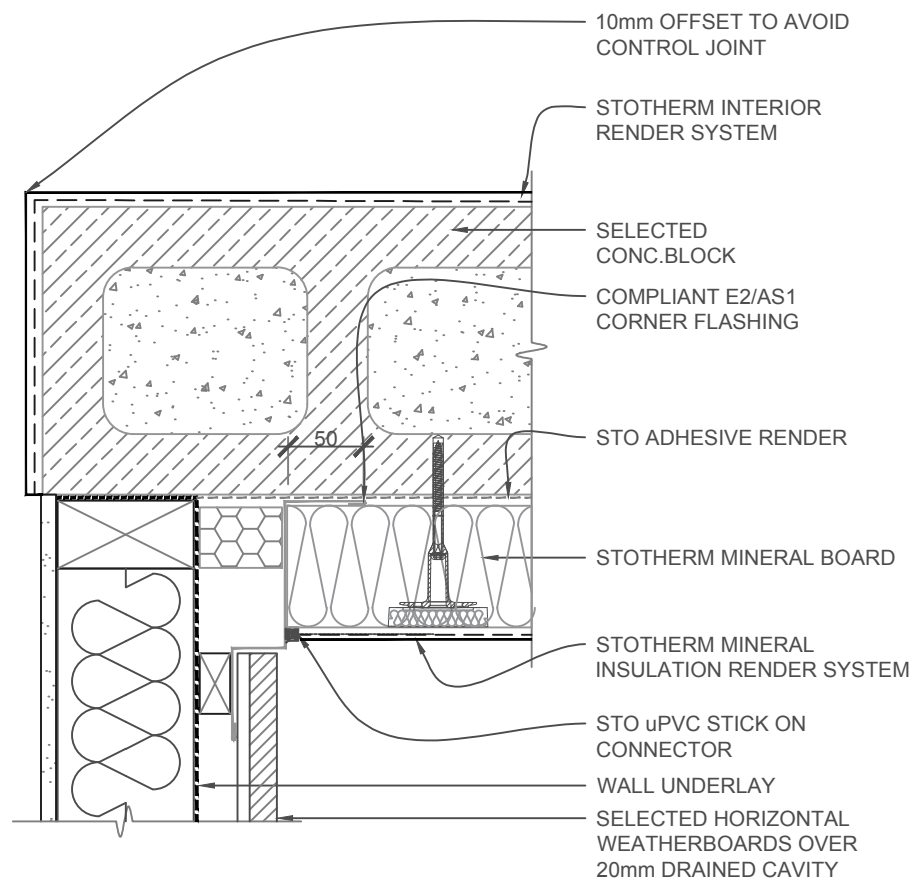 10mm OFFSET TO AVOID
CONTROL JOINT
STOTHERM INTERIOR
RENDER SYSTEM
SELECTED
CONC.BLOCK
COMPLIANT E2/AS1
CORNER FLASHING
50
STO ADHESIVE RENDER
STOTHERM MINERAL BOARD
STOTHERM MINERAL
INSULATION RENDER SYSTEM
STO uPVC STICK ON
CONNECTOR
WALL UNDERLAY
SELECTED HORIZONTAL
WEATHERBOARDS OVER
20mm DRAINED CAVITY